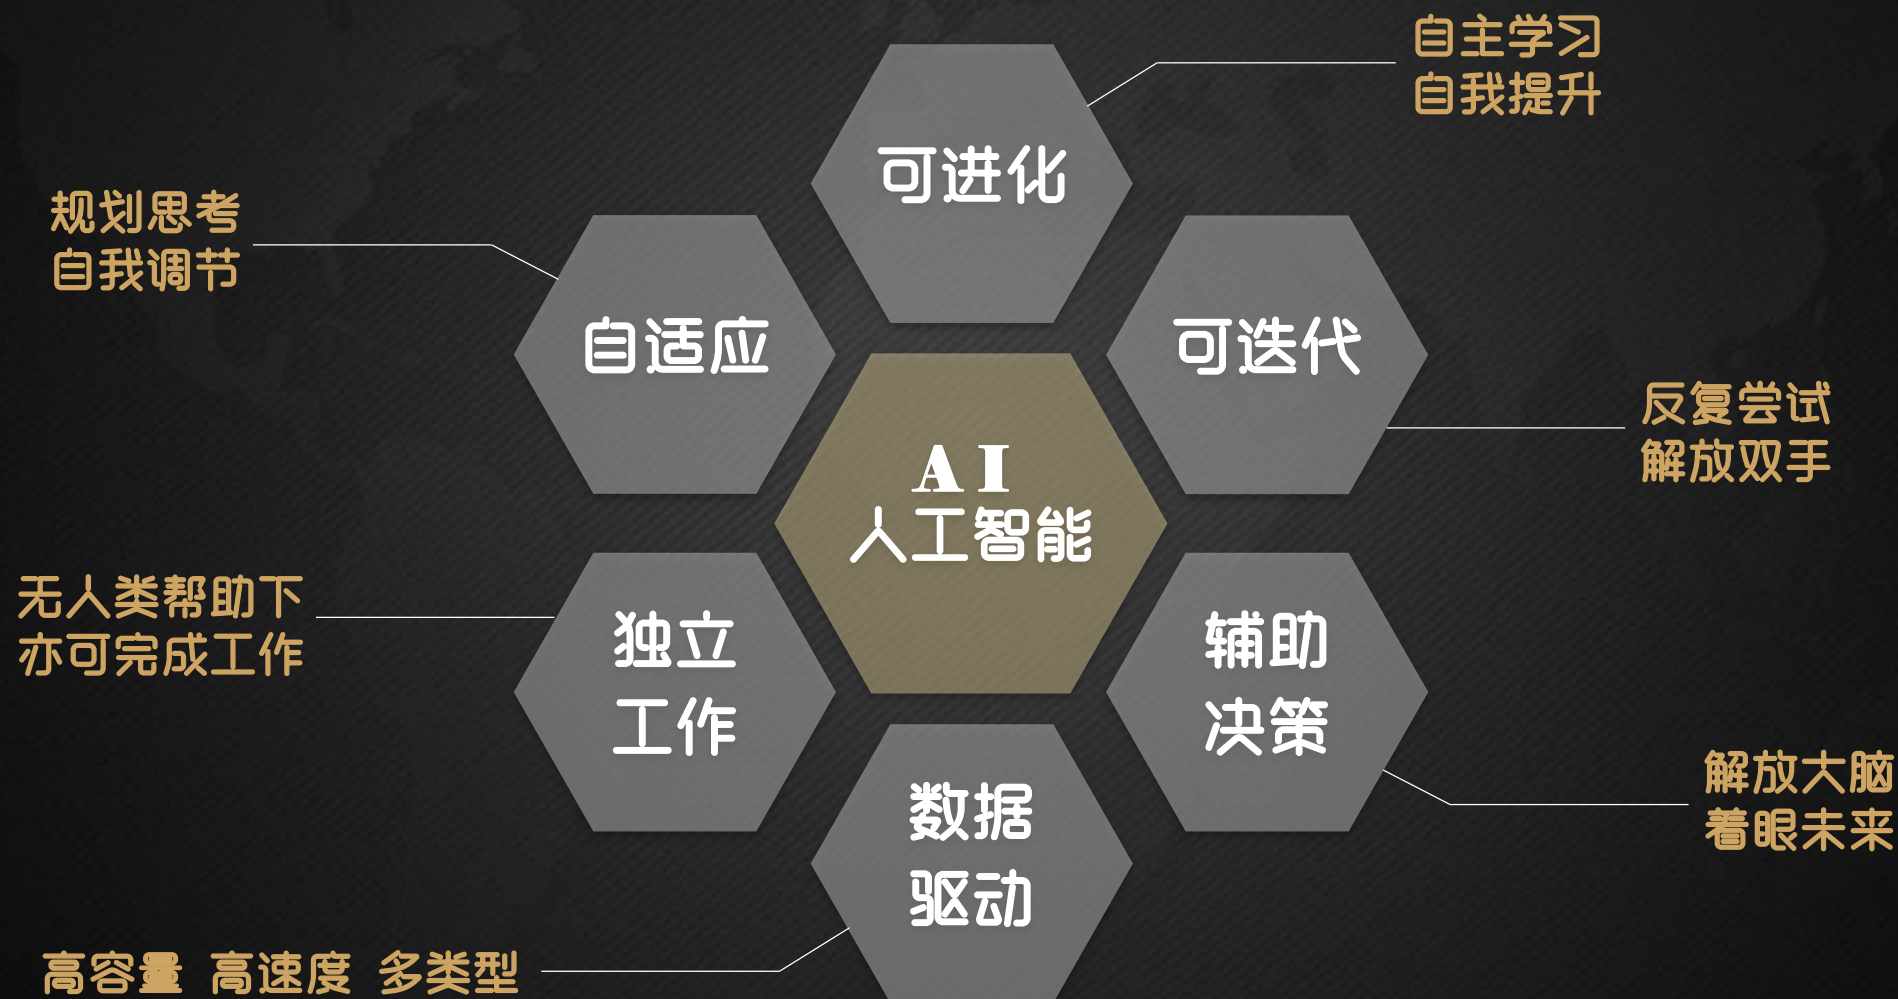 自主学习
自我提升
可进化
规划思考
自我调节
自适应
可迭代
反复尝试
解放双手
AI
人工智能
无人类帮助下
亦可完成工作
独立
工作
辅助
决策
解放大脑
着眼未来
数据
驱动
高容量 高速度 多类型